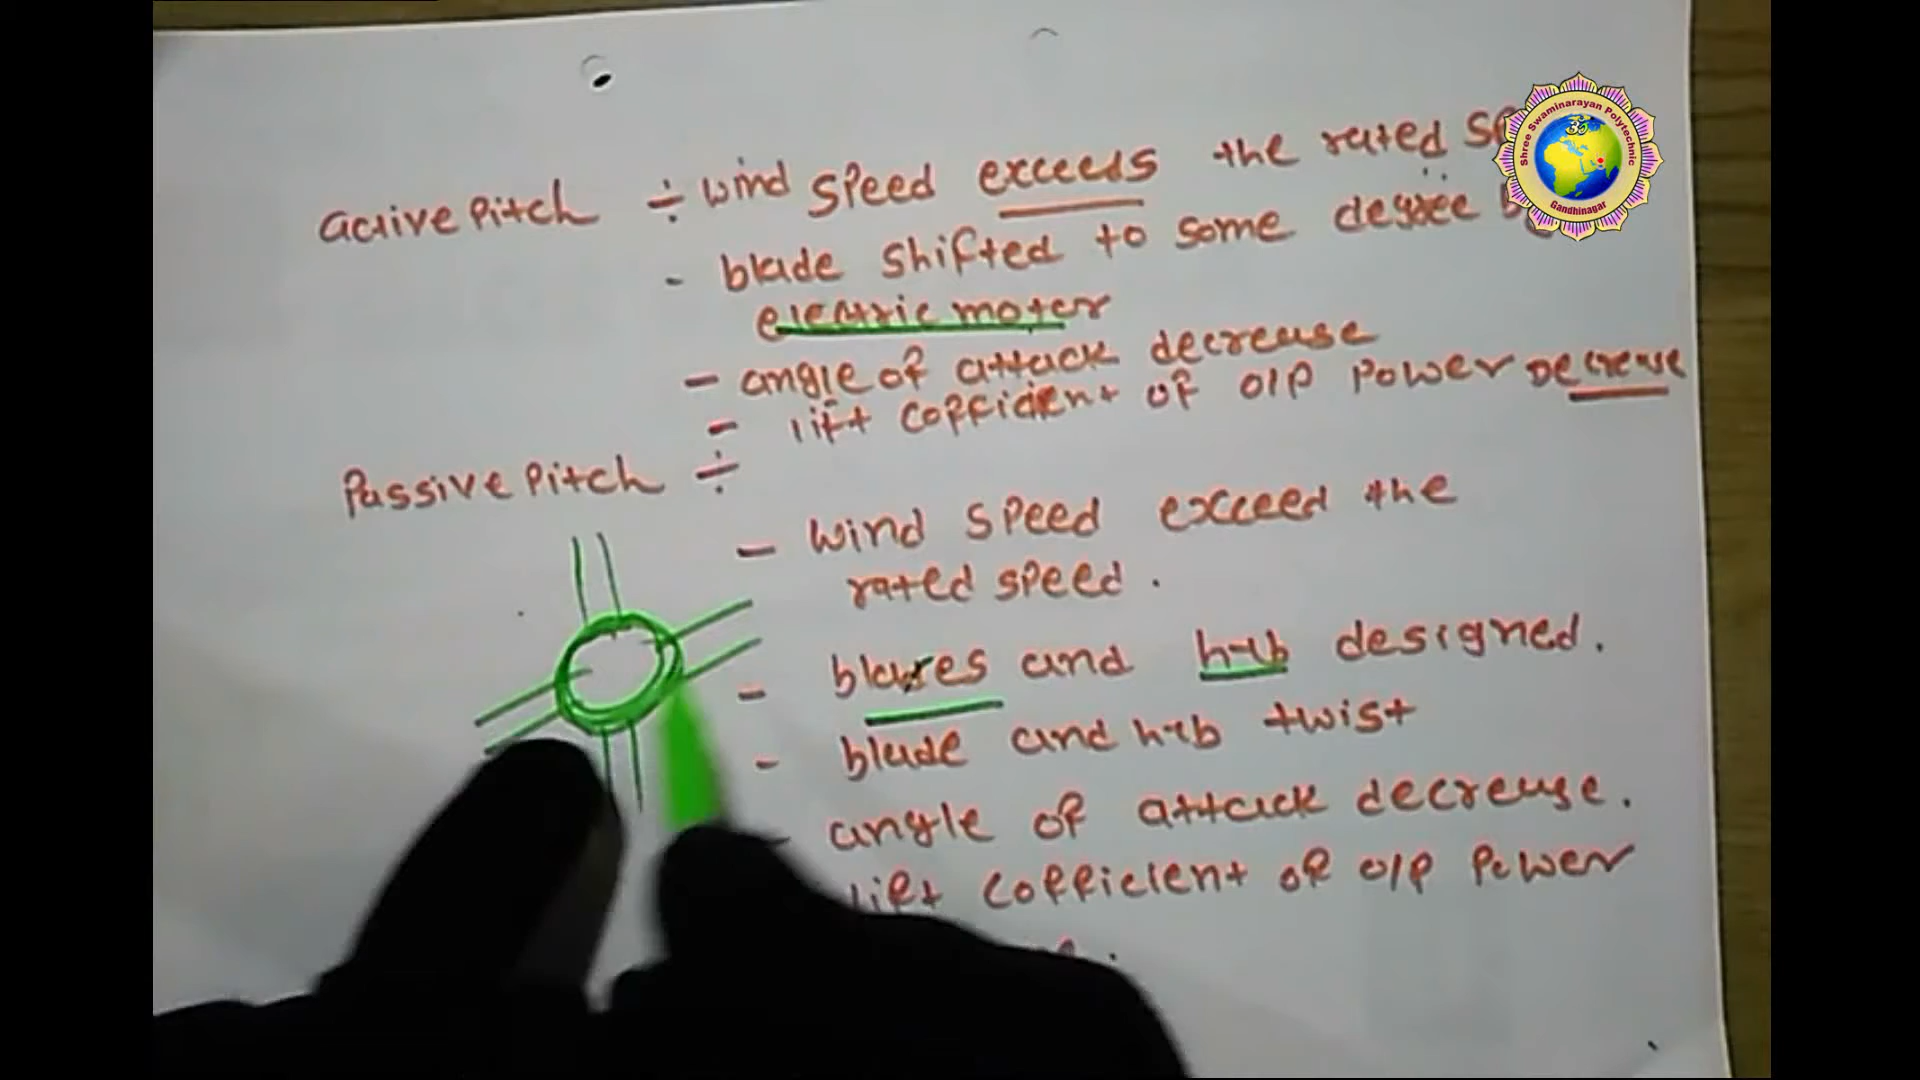 Active Pitch ÷ wind speed exceeds the rated
- blade shifted to some degree
electric motor
- angle of attack decrease
- lift cofficient of O/P Power Decrease
Passive Pitch ÷
- wind speed exceed the
rated speed.
- blades and hub designed.
- blade and hub twist
angle of attack decrease.
lift cofficient of O/P Power
Shree Swaminarayan Polytechnic
ॐ
Gandhinagar